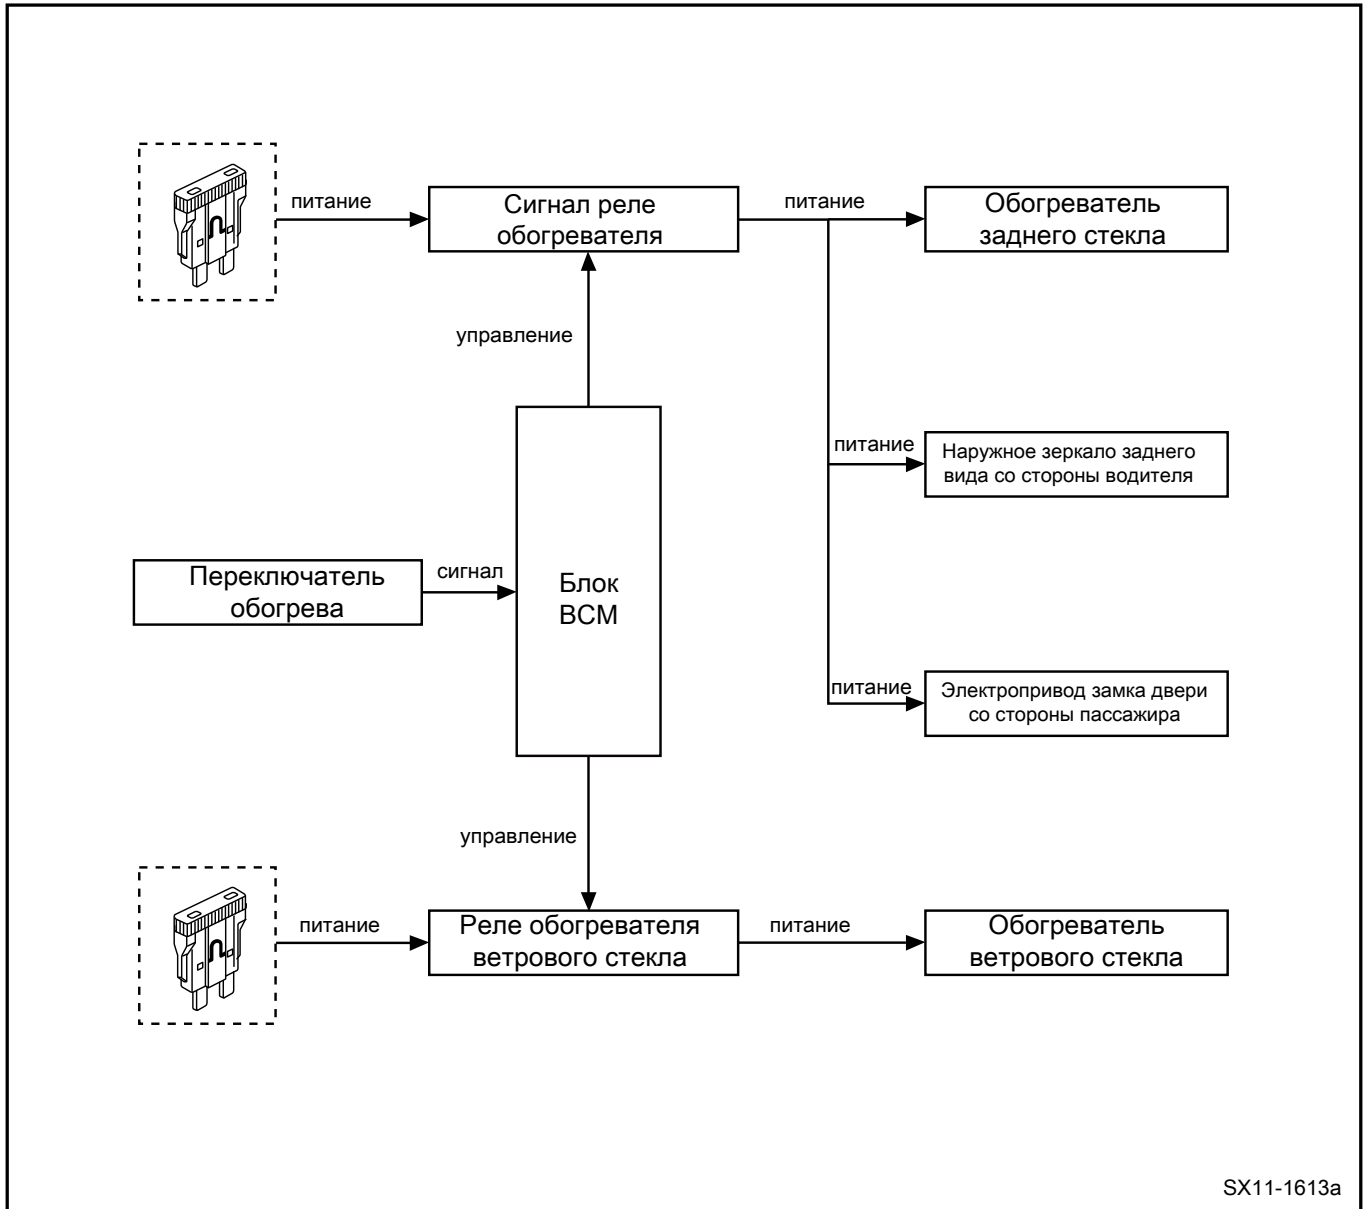 питание
Сигнал реле
обогревателя
питание
Обогреватель
заднего стекла
управление
питание
Наружное зеркало заднего
вида со стороны водителя
Переключатель
обогрева
сигнал
Блок
BCM
питание
Электропривод замка двери
со стороны пассажира
управление
питание
Реле обогревателя
ветрового стекла
питание
Обогреватель
ветрового стекла
SX11-1613a